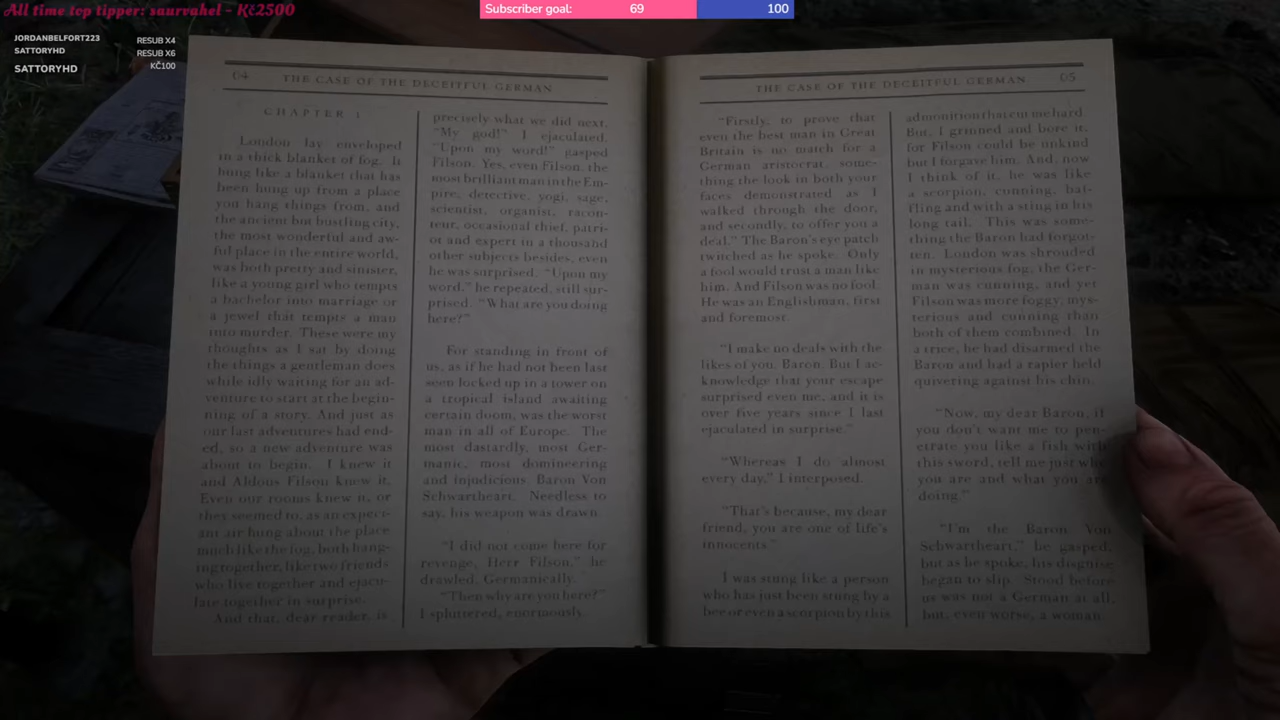 All time top tipper: saurvahel - Kč2500
Subscriber goal: 69 100
JORDANBELFORT223 RESUB X4
SATTORYHD RESUB X6
SATTORYHD KČ100
64 THE CASE OF THE DECEITFUL GERMAN
CHAPTER 1
London lay enveloped
in a thick blanket of fog. It
hung like a blanket that has
been hung up from a place
you hang things from, and
the ancient but bustling city,
the most wonderful and aw-
ful place in the entire world,
was both pretty and sinister,
like a young girl who tempts
a bachelor into marriage or
a jewel that tempts a man
into murder. These were my
thoughts as I sat by doing
the things a gentleman does
while idly waiting for an ad-
venture to start at the begin-
ning of a story. And just as
our last adventures had end-
ed, so a new adventure was
about to begin. I knew it
and Aldous Filson knew it.
Even our rooms knew it, or
they seemed to, as an expect-
ant air hung about the place
much like the fog, both hang-
ing together, like two friends
who live together and ejacu-
late together in surprise.
And that, dear reader, is
precisely what we did next.
"My god!" I ejaculated.
"Upon my word!" gasped
Filson. Yes, even Filson, the
most brilliant man in the Em-
pire, detective, yogi, sage,
scientist, organist, racon-
teur, occasional thief, patri-
ot and expert in a thousand
other subjects besides, even
he was surprised. "Upon my
word," he repeated, still sur-
prised. "What are you doing
here?"
For standing in front of
us, as if he had not been last
seen locked up in a tower on
a tropical island awaiting
certain doom, was the worst
man in all of Europe. The
most dastardly, most Ger-
manic, most domineering
and injudicious. Baron Von
Schwartheart. Needless to
say, his weapon was drawn.
"I did not come here for
revenge, Herr Filson," he
drawled, Germanically.
"Then why are you here?"
I spluttered, enormously.
THE CASE OF THE DECEITFUL GERMAN 65
"Firstly, to prove that
even the best man in Great
Britain is no match for a
German aristocrat, some-
thing the look in both your
faces demonstrated as I
walked through the door,
and secondly, to offer you a
deal." The Baron's eye patch
twitched as he spoke. Only
a fool would trust a man like
him. And Filson was no fool.
He was an Englishman, first
and foremost.
"I make no deals with the
likes of you, Baron. But I ac-
knowledge that your escape
surprised even me, and it is
over five years since I last
ejaculated in surprise."
"Whereas I do almost
every day," I interposed.
"That's because, my dear
friend, you are one of life's
innocents."
I was stung like a person
who has just been stung by a
bee or even a scorpion by this
admonition that cut me hard.
But, I grinned and bore it,
for Filson could be unkind
but I forgave him. And, now
I think of it, he was like
a scorpion, cunning, bat-
fling and with a sting in his
long tail. This was some-
thing the Baron had forgot-
ten. London was shrouded
in mysterious fog, the Ger-
man was cunning, and yet
Filson was more foggy, mys-
terious and cunning than
both of them combined. In
a trice, he had disarmed the
Baron and had a rapier held
quivering against his chin.
"Now, my dear Baron, if
you don't want me to pen-
etrate you like a fish with
this sword, tell me just who
you are and what you are
doing."
"I'm the Baron Von
Schwartheart," he gasped,
but as he spoke, his disguise
began to slip. Stood before
us was not a German at all,
but, even worse, a woman.